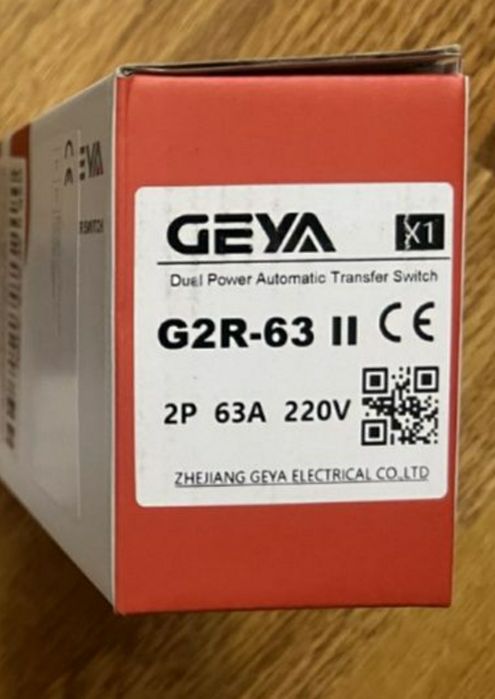 GEYA X1
Dual Power Automatic Transfer Switch
G2R-63 II CE
2P 63A 220V
ZHEJIANG GEYA ELECTRICAL CO.,LTD
SWITCH